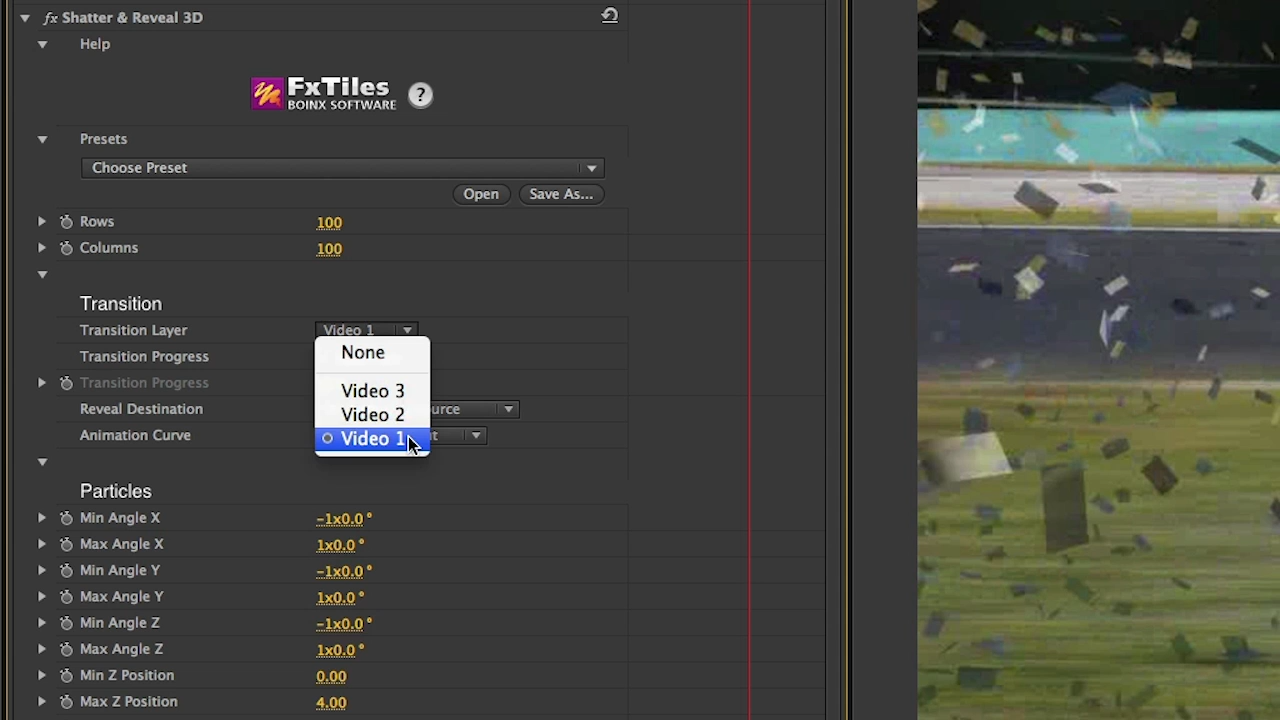 fx Shatter & Reveal 3D
Help
FxTiles
BOINX SOFTWARE
?
Presets
Choose Preset
Open Save As...
Rows 100
Columns 100
Transition
Transition Layer Video 1
None
Transition Progress
Transition Progress
Video 3
Reveal Destination urce
Video 2
Animation Curve t
Video 1
Particles
Min Angle X -1x0.0 °
Max Angle X 1x0.0 °
Min Angle Y -1x0.0 °
Max Angle Y 1x0.0 °
Min Angle Z -1x0.0 °
Max Angle Z 1x0.0 °
Min Z Position 0.00
Max Z Position 4.00